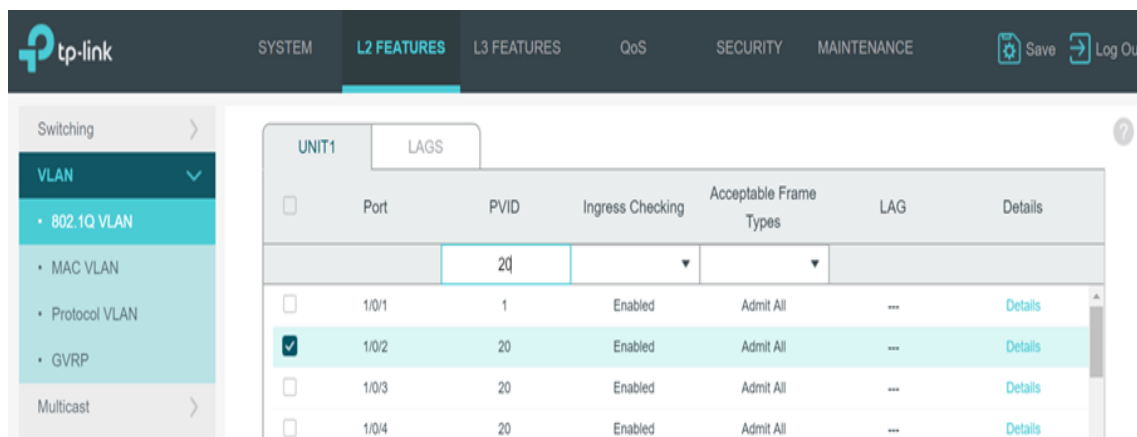 tp-link SYSTEM L2 FEATURES L3 FEATURES QoS SECURITY MAINTENANCE Save Log Ou
Switching
VLAN
• 802.1Q VLAN
• MAC VLAN
• Protocol VLAN
• GVRP
Multicast
UNIT1 LAGS ?
Port PVID Ingress Checking Acceptable Frame Types LAG Details
20
1/0/1 1 Enabled Admit All --- Details
1/0/2 20 Enabled Admit All --- Details
1/0/3 20 Enabled Admit All --- Details
1/0/4 20 Enabled Admit All --- Details